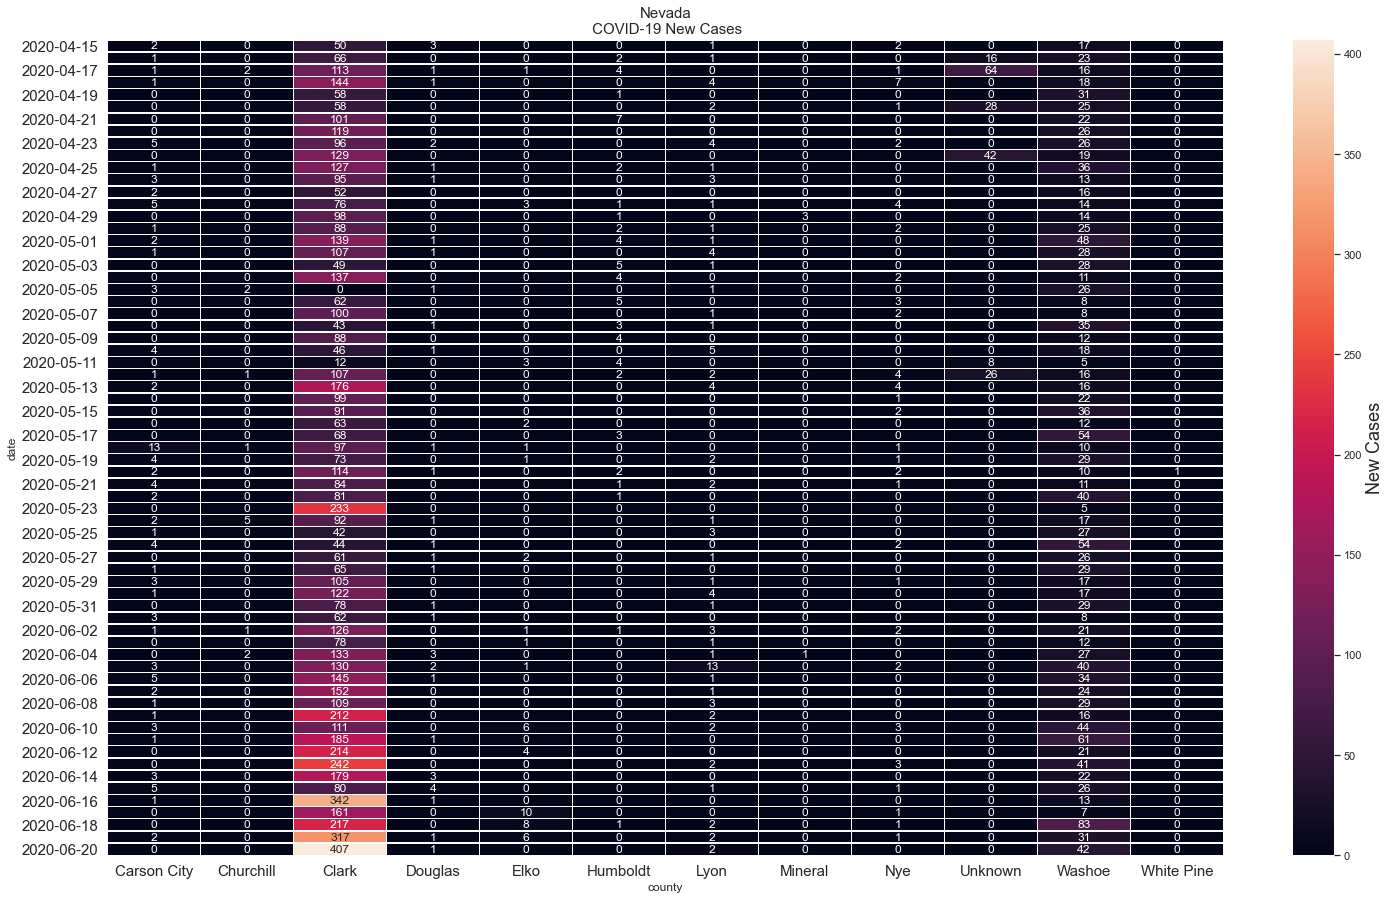 Nevada
COVID-19 New Cases
2020-04-15 2 0 50 3 0 0 1 0 2 0 17 0
1 0 66 0 0 2 1 0 0 16 23 0
2020-04-17 1 2 113 1 1 4 0 0 1 64 16 0
1 0 144 1 0 0 4 0 7 0 18 0
2020-04-19 0 0 58 0 0 1 0 0 0 0 31 0
0 0 58 0 0 0 2 0 1 28 25 0
2020-04-21 0 0 101 0 0 7 0 0 0 0 22 0
0 0 119 0 0 0 0 0 0 0 26 0
2020-04-23 5 0 96 2 0 0 4 0 2 0 26 0
0 0 129 0 0 0 0 0 0 42 19 0
2020-04-25 1 0 127 1 0 2 1 0 0 0 36 0
3 0 95 1 0 0 3 0 0 0 13 0
2020-04-27 2 0 52 0 0 0 0 0 0 0 16 0
5 0 76 0 3 1 1 0 4 0 14 0
2020-04-29 0 0 98 0 0 1 0 3 0 0 14 0
1 0 88 0 0 2 1 0 2 0 25 0
2020-05-01 2 0 139 1 0 4 1 0 0 0 48 0
1 0 107 1 0 0 4 0 0 0 28 0
2020-05-03 0 0 49 0 0 5 1 0 0 0 28 0
0 0 137 0 0 4 0 0 2 0 11 0
2020-05-05 3 2 0 1 0 0 1 0 0 0 26 0
0 0 62 0 0 5 0 0 3 0 8 0
2020-05-07 0 0 100 0 0 0 1 0 2 0 8 0
0 0 43 1 0 3 1 0 0 0 35 0
2020-05-09 0 0 88 0 0 4 0 0 0 0 12 0
4 0 46 1 0 0 5 0 0 0 18 0
2020-05-11 0 0 12 0 3 4 0 0 0 8 5 0
1 1 107 0 0 2 2 0 4 26 16 0
2020-05-13 2 0 176 0 0 0 4 0 4 0 16 0
0 0 99 0 0 0 0 0 1 0 22 0
2020-05-15 0 0 91 0 0 0 0 0 2 0 36 0
0 0 63 0 2 0 0 0 0 0 12 0
2020-05-17 0 0 68 0 0 3 0 0 0 0 54 0
13 1 97 1 1 0 0 0 1 0 10 0
2020-05-19 4 0 73 0 1 0 2 0 1 0 29 0
2 0 114 1 0 2 0 0 2 0 10 1
2020-05-21 4 0 84 0 0 1 2 0 1 0 11 0
2 0 81 0 0 1 0 0 0 0 40 0
2020-05-23 0 0 233 0 0 0 0 0 0 0 5 0
2 5 92 1 0 0 1 0 0 0 17 0
2020-05-25 1 0 42 0 0 0 3 0 0 0 27 0
4 0 44 1 0 0 0 0 2 0 54 0
2020-05-27 0 0 61 1 2 0 1 0 0 0 26 0
1 0 65 1 0 0 0 0 0 0 29 0
2020-05-29 3 0 105 0 0 0 1 0 1 0 17 0
1 0 122 0 0 0 4 0 0 0 17 0
2020-05-31 0 0 78 1 0 0 1 0 0 0 29 0
3 0 62 1 0 0 0 0 0 0 8 0
2020-06-02 1 1 126 0 1 1 3 0 2 0 21 0
0 0 78 0 1 0 1 0 0 0 12 0
2020-06-04 0 2 133 3 0 0 1 1 0 0 27 0
3 0 130 2 1 0 13 0 2 0 40 0
2020-06-06 5 0 145 1 0 0 1 0 0 0 34 0
2 0 152 0 0 0 1 0 0 0 24 0
2020-06-08 1 0 109 0 0 0 3 0 0 0 29 0
1 0 212 0 0 0 2 0 0 0 16 0
2020-06-10 3 0 111 0 6 0 2 0 3 0 44 0
1 0 185 1 0 0 0 0 0 0 61 0
2020-06-12 0 0 214 0 4 0 0 0 0 0 21 0
0 0 242 0 0 0 2 0 3 0 41 0
2020-06-14 3 0 179 3 0 0 0 0 0 0 22 0
5 0 80 4 0 0 1 0 1 0 26 0
2020-06-16 1 0 342 1 0 0 0 0 0 0 13 0
0 0 161 0 10 0 0 0 1 0 7 0
2020-06-18 0 0 217 0 8 1 2 0 1 0 83 0
2 0 317 1 6 0 2 0 1 0 31 0
2020-06-20 0 0 407 1 0 0 2 0 0 0 42 0
Carson City Churchill Clark Douglas Elko Humboldt Lyon Mineral Nye Unknown Washoe White Pine
county
date
400
350
300
250
200
150
100
50
0
New Cases